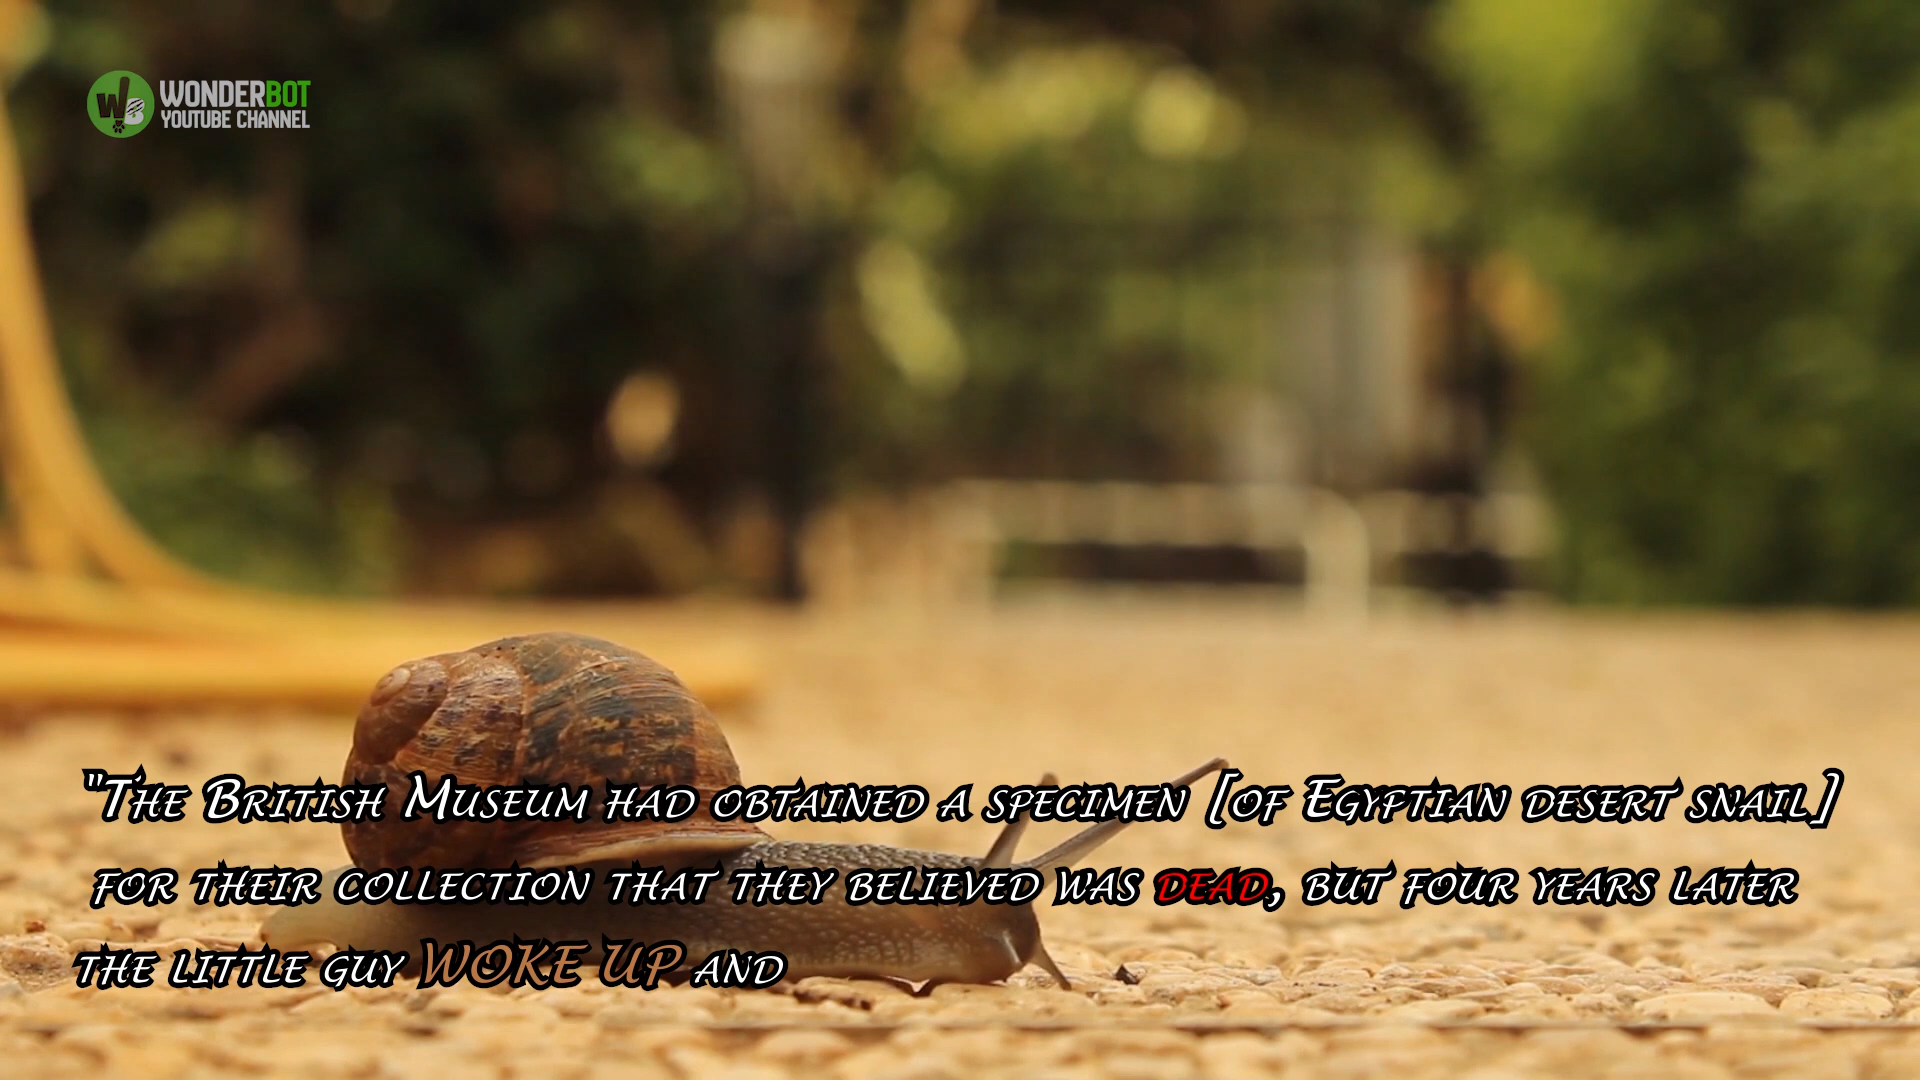 WONDERBOT
YOUTUBE CHANNEL
"The British Museum had obtained a specimen [of Egyptian desert snail]
for their collection that they believed was dead, but four years later
the little guy WOKE UP and